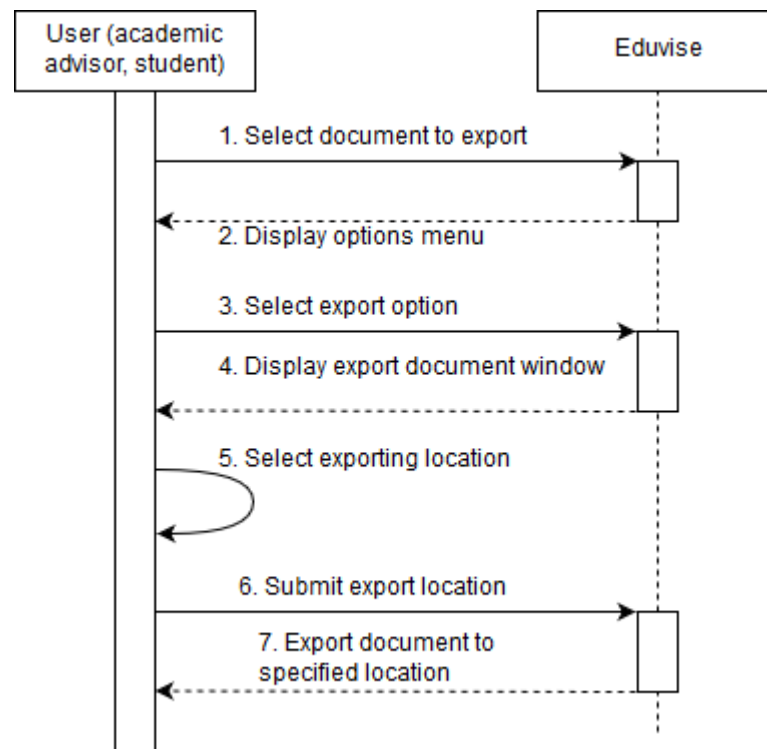 User (academic
advisor, student)
Eduvise
1. Select document to export
2. Display options menu
3. Select export option
4. Display export document window
5. Select exporting location
6. Submit export location
7. Export document to
specified location